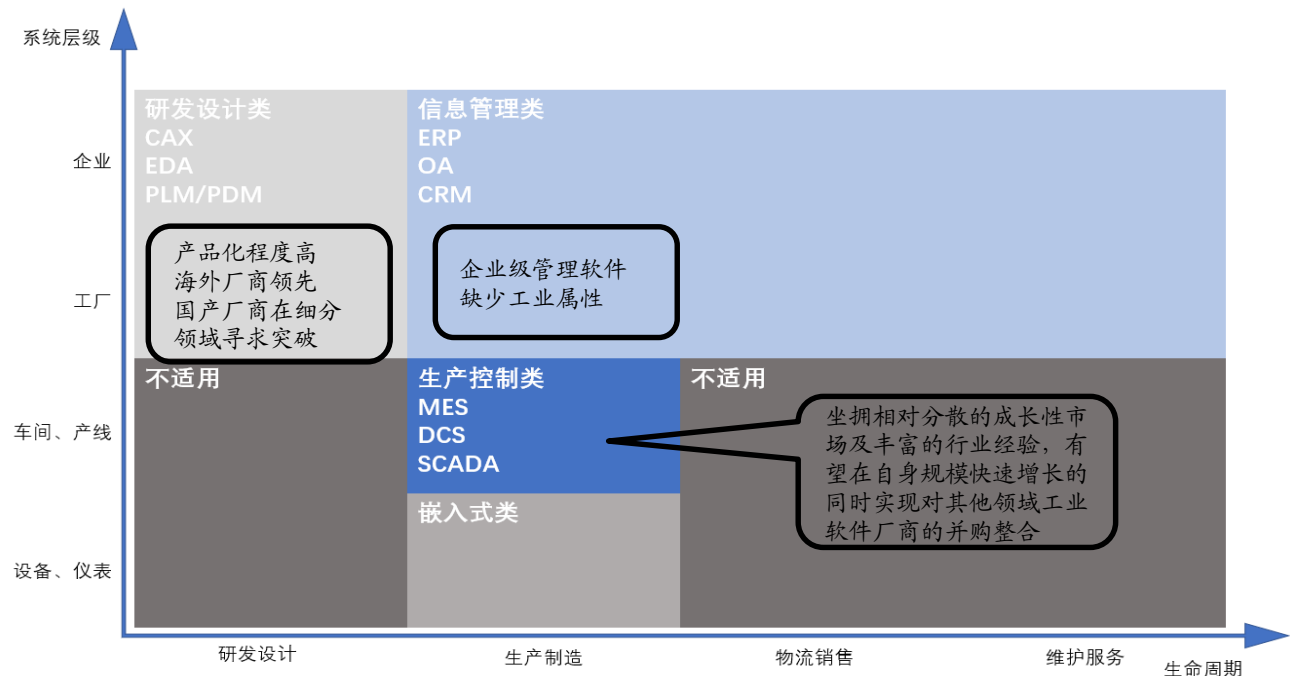 系统层级
企业
工厂
车间、产线
设备、仪表
研发设计类
CAX
EDA
PLM/PDM
产品化程度高
海外厂商领先
国产厂商在细分
领域寻求突破
信息管理类
ERP
OA
CRM
企业级管理软件
缺少工业属性
不适用
生产控制类
MES
DCS
SCADA
嵌入式类
不适用
坐拥相对分散的成长性市
场及丰富的行业经验，有
望在自身规模快速增长的
同时实现对其他领域工业
软件厂商的并购整合
研发设计
生产制造
物流销售
维护服务
生命周期